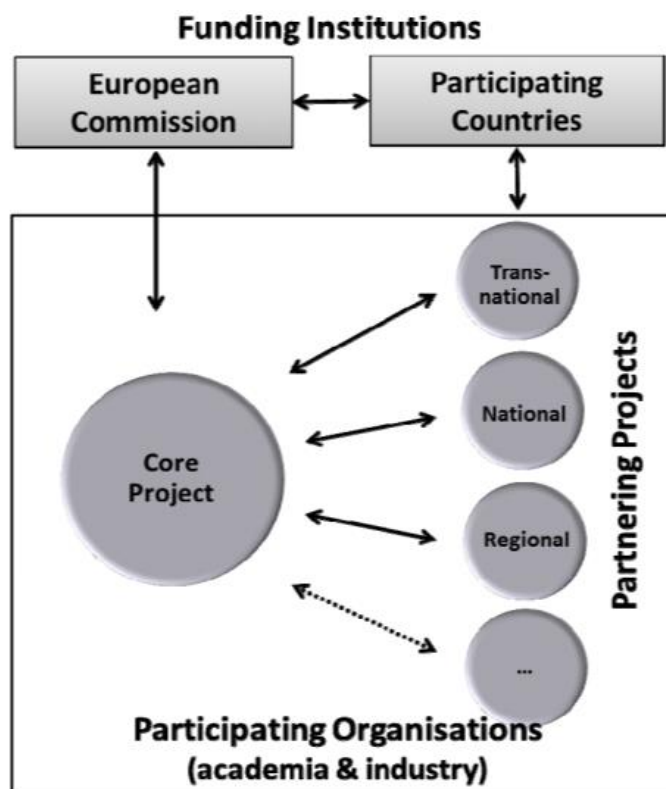 Funding Institutions
European
Commission
Participating
Countries
Trans-
national
National
Core
Project
Regional
...
Partnering Projects
Participating Organisations
(academia & industry)